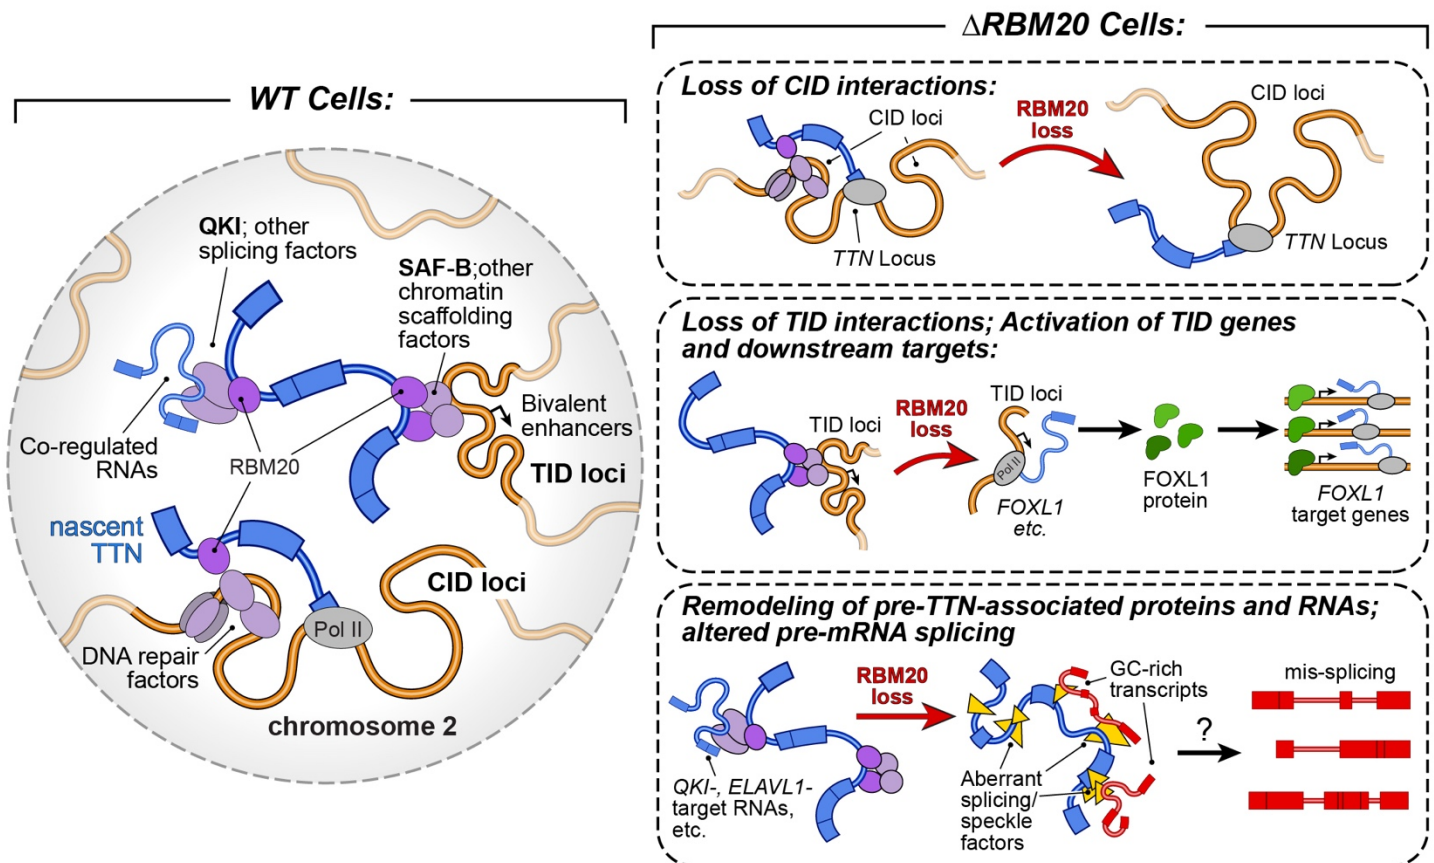 WT Cells:
QKI; other
splicing factors
SAF-B;other
chromatin
scaffolding
factors
Co-regulated
RNAs
RBM20
Bivalent
enhancers
TID loci
nascent
TTN
CID loci
Pol II
DNA repair
factors
chromosome 2
ΔRBM20 Cells:
Loss of CID interactions:
CID loci
RBM20
loss
CID loci
TTN Locus
TTN Locus
Loss of TID interactions; Activation of TID genes
and downstream targets:
TID loci
RBM20
loss
TID loci
Pol II
FOXL1
etc.
FOXL1
protein
FOXL1
target genes
Remodeling of pre-TTN-associated proteins and RNAs;
altered pre-mRNA splicing
RBM20
loss
QKI-, ELAVL1-
target RNAs,
etc.
GC-rich
transcripts
Aberrant
splicing/
speckle
factors
?
mis-splicing